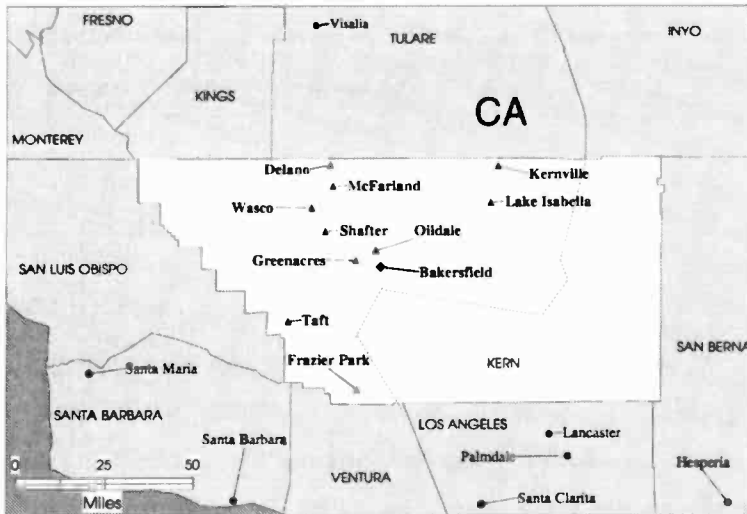 FRESNO
Visalia
TULARE
INYO
KINGS
CA
MONTEREY
Delano
Kernville
McFarland
Wasco
Lake Isabella
Shafter
Oildale
Greenacres
SAN LUIS OBISPO
Bakersfield
Taft
Frazier Park
KERN
SAN BERNA
Santa Maria
SANTA BARBARA
LOS ANGELES
Lancaster
Santa Barbara
Palmdale
Hesperia
0 25 50
VENTURA
Santa Clarita
Miles